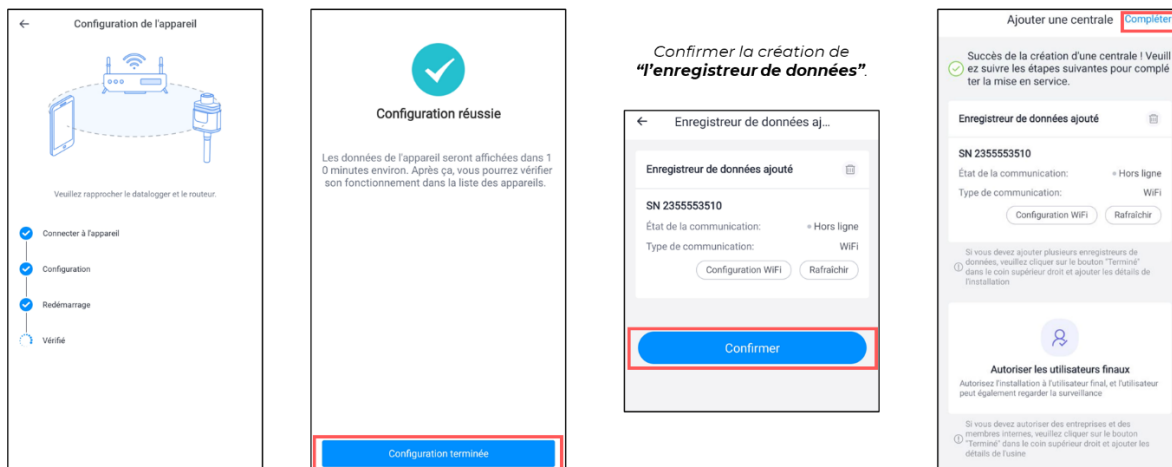 Configuration de l'appareil
Veuillez rapprocher le datalogger et le routeur.
Connecter à l'appareil
Configuration
Redémarrage
Vérifié
Configuration réussie
Les données de l'appareil seront affichées dans 1
0 minutes environ. Après ça, vous pourrez vérifier
son fonctionnement dans la liste des appareils.
Configuration terminée
Confirmer la création de
“l’enregistreur de données”.
Enregistreur de données aj...
Enregistreur de données ajouté
SN 2355553510
État de la communication:
Hors ligne
Type de communication:
WiFi
Configuration WiFi
Rafraîchir
Confirmer
Ajouter une centrale
Compléter
Succès de la création d'une centrale ! Veuill
ez suivre les étapes suivantes pour complé
ter la mise en service.
Enregistreur de données ajouté
SN 2355553510
État de la communication:
Hors ligne
Type de communication:
WiFi
Configuration WiFi
Rafraîchir
Si vous devez ajouter plusieurs enregistreurs de
données, veuillez cliquer sur le bouton "Terminé"
dans le coin supérieur droit et ajouter les détails de
l'installation
Autoriser les utilisateurs finaux
Autorisez l'installation à l'utilisateur final, et l'utilisateur
peut également regarder la surveillance
Si vous devez autoriser des entreprises et des
membres internes, veuillez cliquer sur le bouton
"Terminé" dans le coin supérieur droit et ajouter les
détails de l'usine